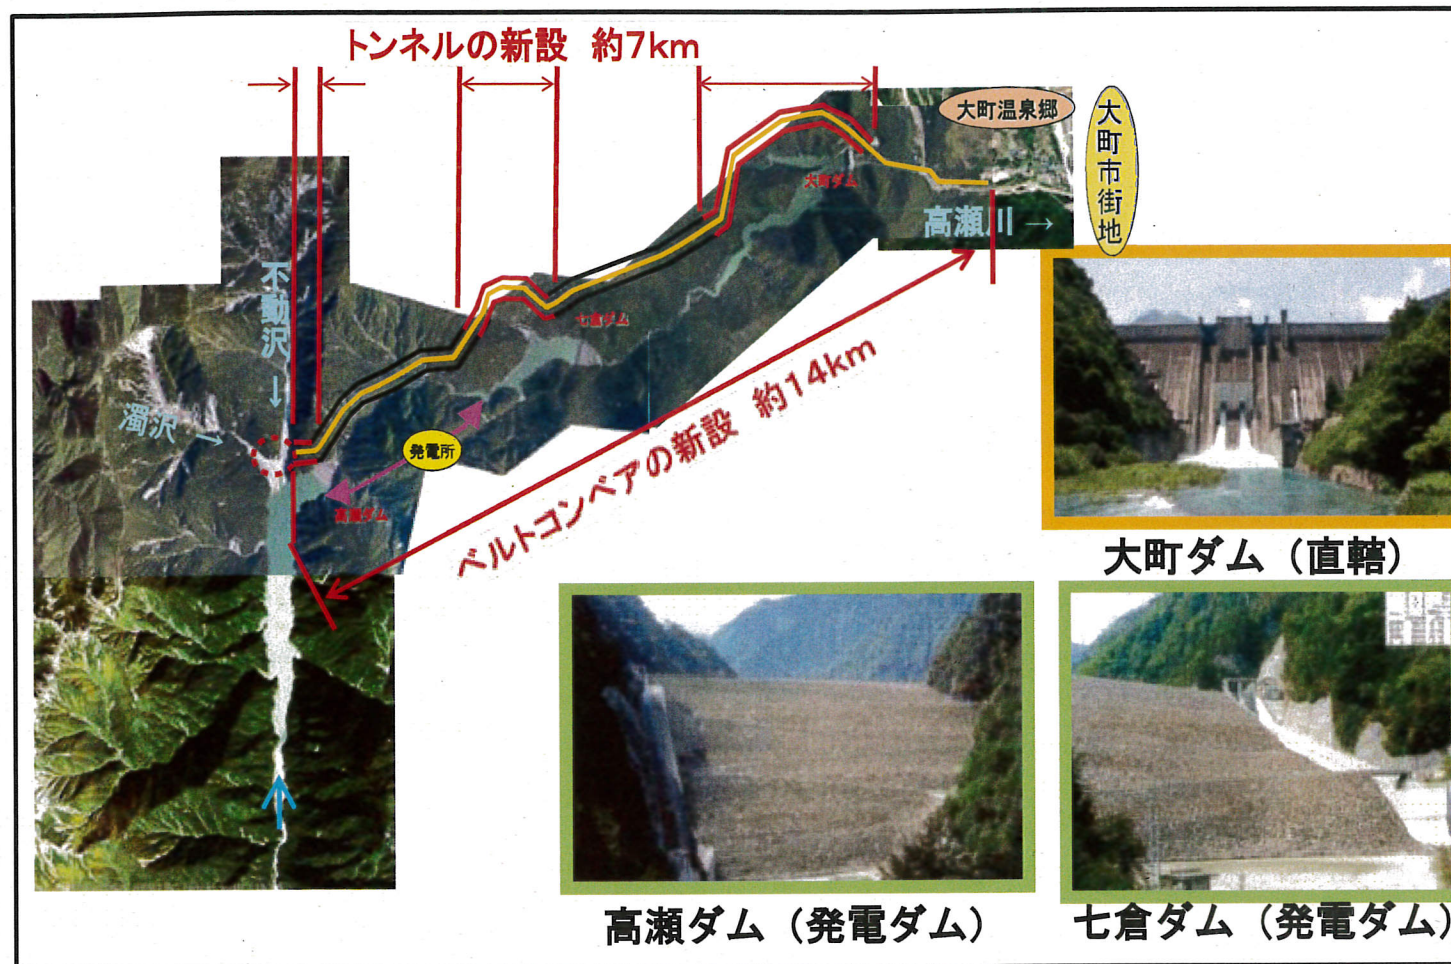 トンネルの新設 約7km
大町温泉郷
大町市街地
大町ダム
高瀬川 →
不動沢
↓
七倉ダム
濁沢 →
発電所
高瀬ダム
ベルトコンベアの新設 約14km
大町ダム（直轄）
高瀬ダム（発電ダム）
七倉ダム（発電ダム）